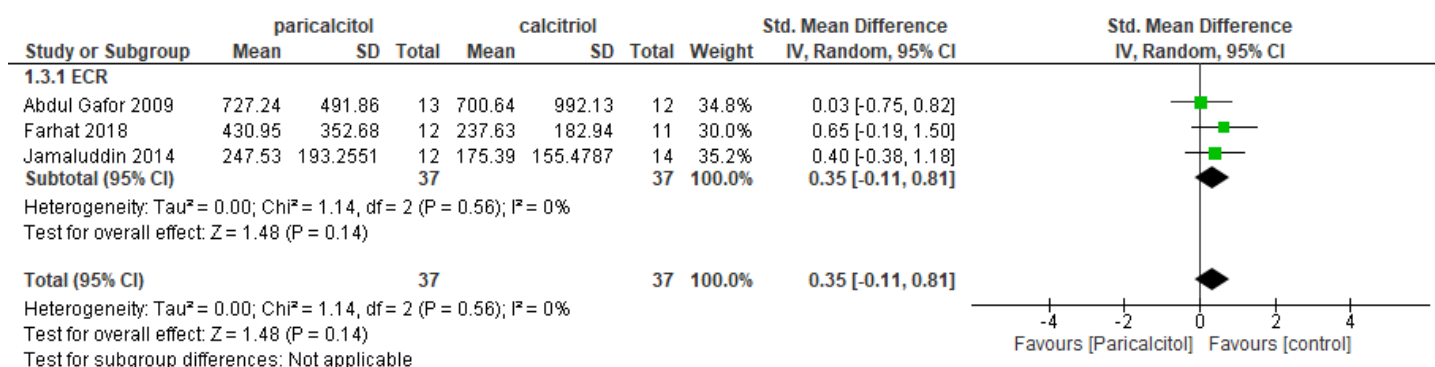 paricalcitol calcitriol Std. Mean Difference Std. Mean Difference
Study or Subgroup Mean SD Total Mean SD Total Weight IV, Random, 95% CI IV, Random, 95% CI
1.3.1 ECR
Abdul Gafor 2009 727.24 491.86 13 700.64 992.13 12 34.8% 0.03 [-0.75, 0.82]
Farhat 2018 430.95 352.68 12 237.63 182.94 11 30.0% 0.65 [-0.19, 1.50]
Jamaluddin 2014 247.53 193.2551 12 175.39 155.4787 14 35.2% 0.40 [-0.38, 1.18]
Subtotal (95% CI) 37 37 100.0% 0.35 [-0.11, 0.81]
Heterogeneity: Tau² = 0.00; Chi² = 1.14, df = 2 (P = 0.56); I² = 0%
Test for overall effect: Z = 1.48 (P = 0.14)
Total (95% CI) 37 37 100.0% 0.35 [-0.11, 0.81]
Heterogeneity: Tau² = 0.00; Chi² = 1.14, df = 2 (P = 0.56); I² = 0%
Test for overall effect: Z = 1.48 (P = 0.14)
Test for subgroup differences: Not applicable
-4 -2 0 2 4
Favours [Paricalcitol] Favours [control]